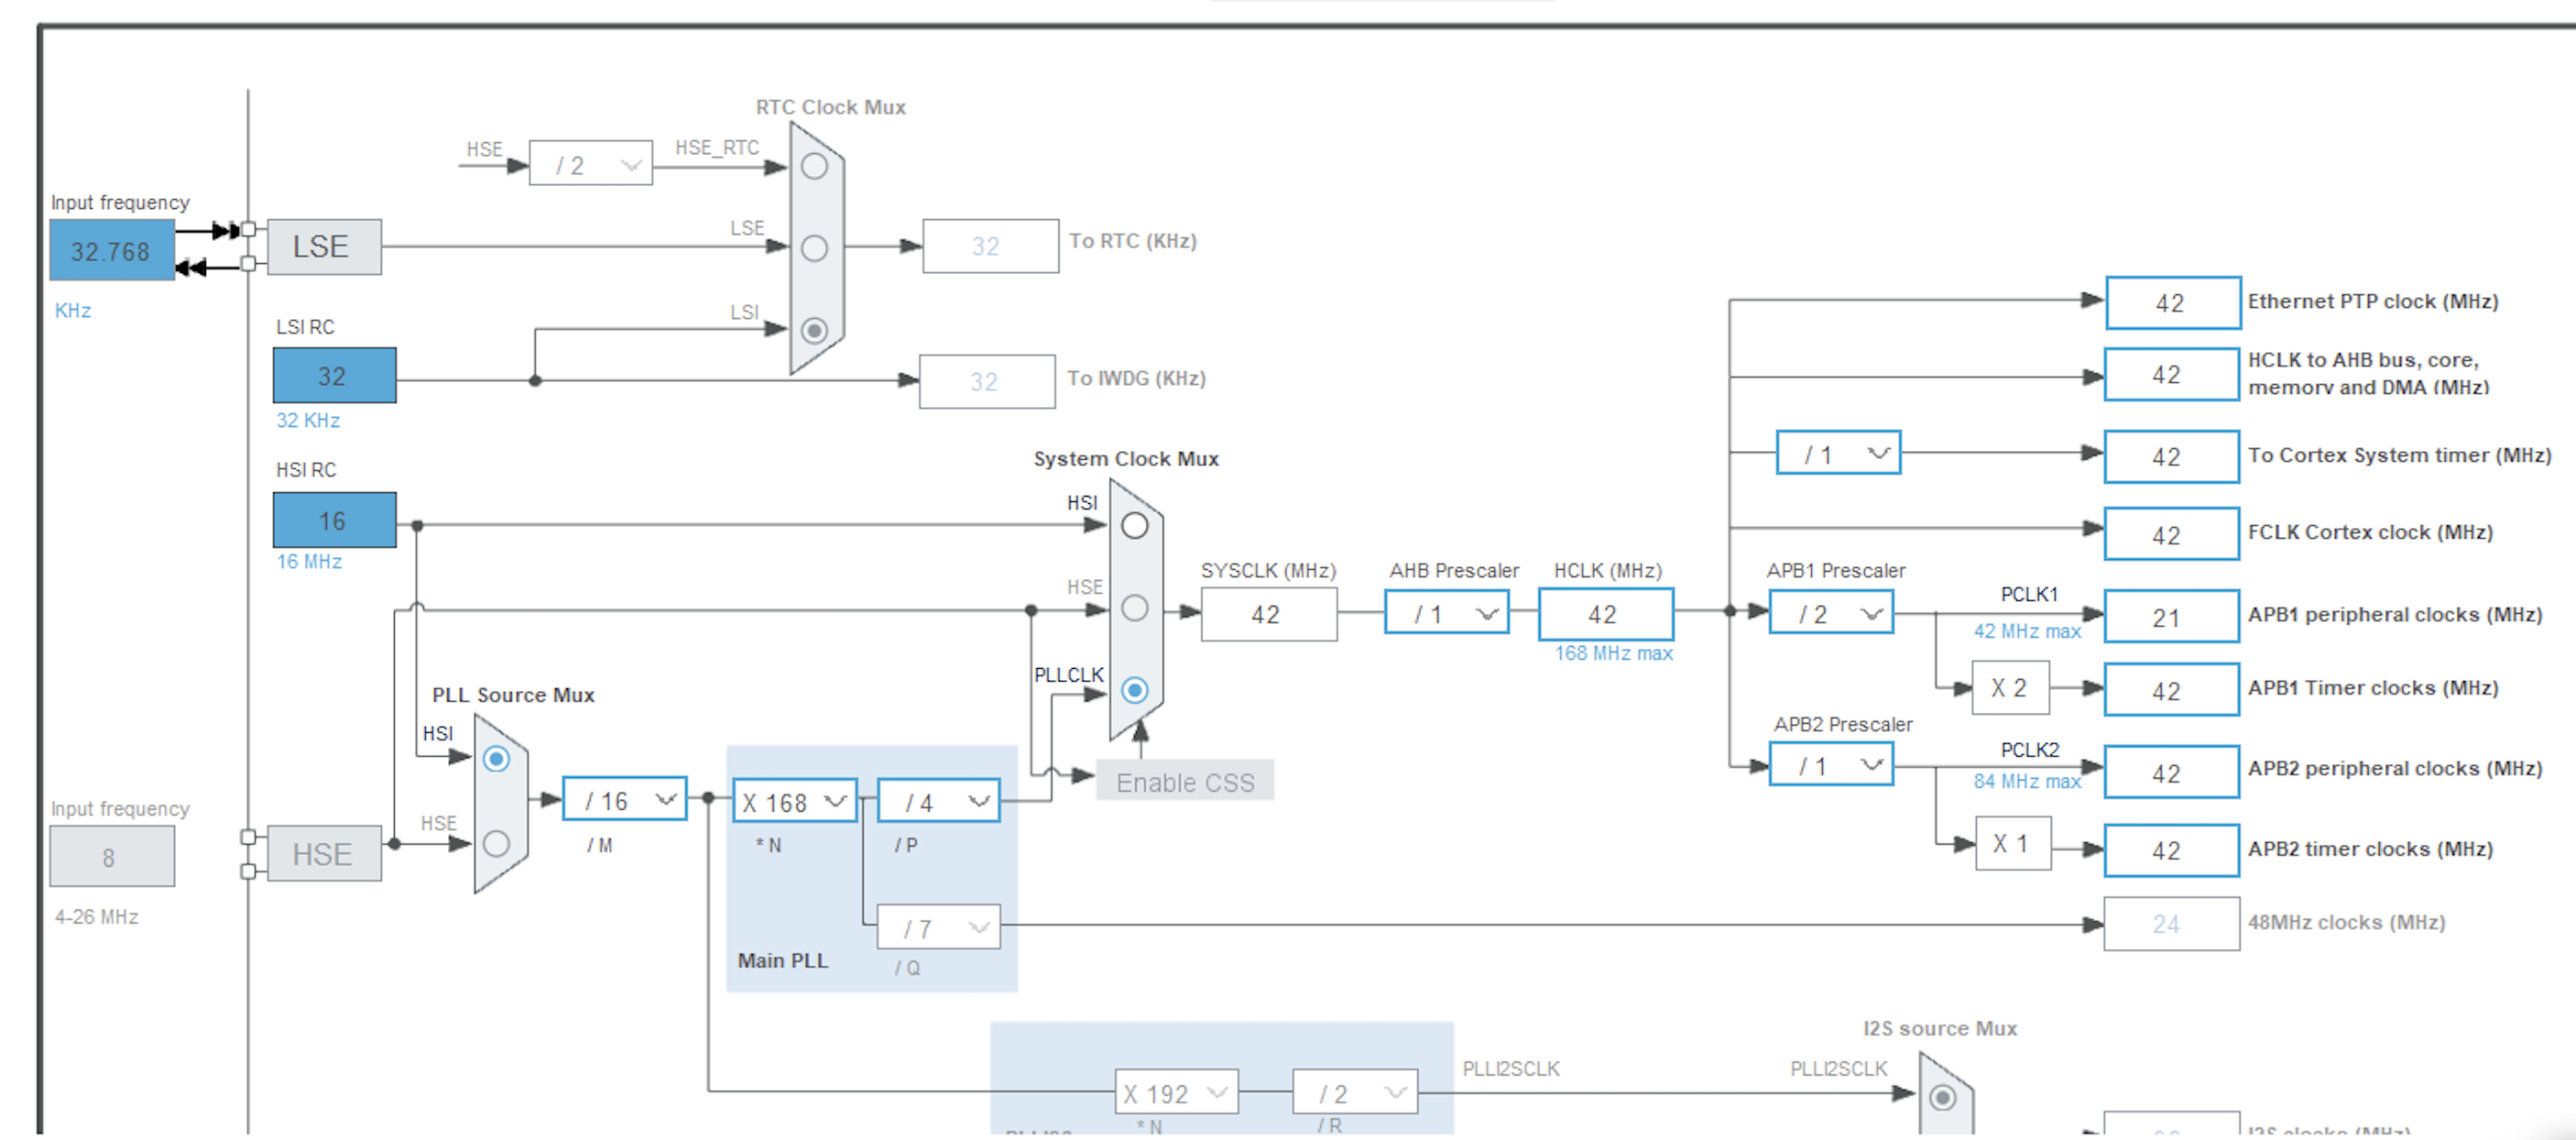 RTC Clock Mux
HSE
/ 2
HSE_RTC
Input frequency
32.768
KHz
LSE
LSE
32
To RTC (KHz)
LSI
LSI RC
32
32 KHz
32
To IWDG (KHz)
HSI RC
16
16 MHz
System Clock Mux
HSI
HSE
PLLCLK
SYSCLK (MHz)
42
AHB Prescaler
/ 1
HCLK (MHz)
42
168 MHz max
42
Ethernet PTP clock (MHz)
42
HCLK to AHB bus, core,
memory and DMA (MHz)
/ 1
42
To Cortex System timer (MHz)
42
FCLK Cortex clock (MHz)
APB1 Prescaler
/ 2
PCLK1
42 MHz max
21
APB1 peripheral clocks (MHz)
X 2
42
APB1 Timer clocks (MHz)
APB2 Prescaler
/ 1
PCLK2
84 MHz max
42
APB2 peripheral clocks (MHz)
X 1
42
APB2 timer clocks (MHz)
24
48MHz clocks (MHz)
PLL Source Mux
HSI
HSE
Input frequency
8
4-26 MHz
HSE
/ 16
/ M
X 168
* N
/ 4
/ P
Enable CSS
/ 7
/ Q
Main PLL
X 192
* N
/ 2
/ R
PLLI2SCLK
PLLI2SCLK
I2S source Mux
I2S clocks (MHz)